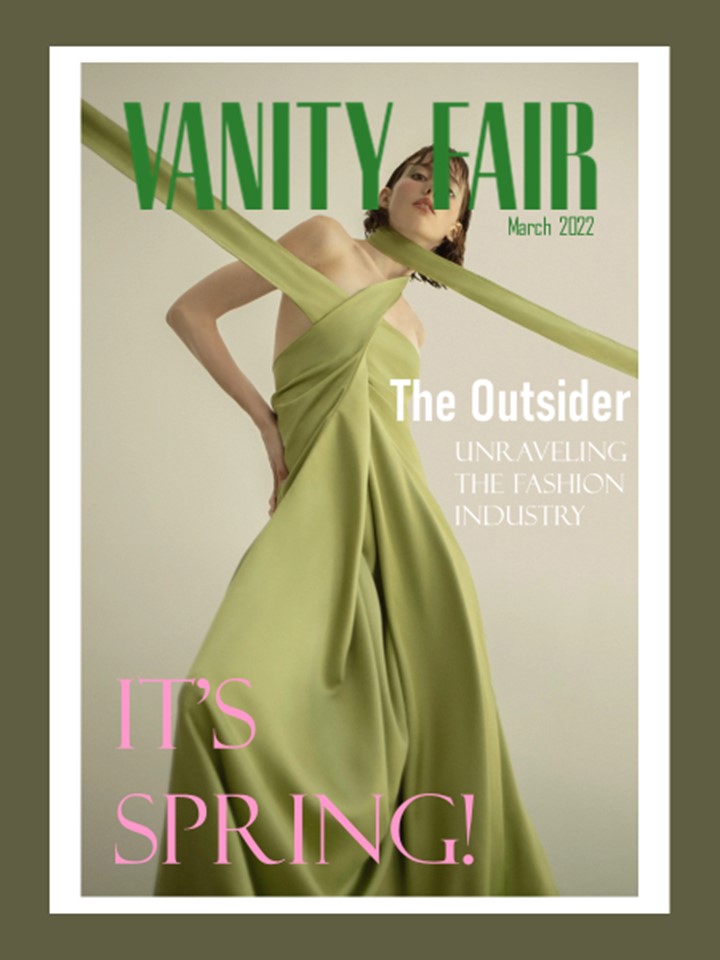 VANITY FAIR
March 2022
The Outsider
UNRAVELING
THE FASHION
INDUSTRY
IT'S
SPRING!